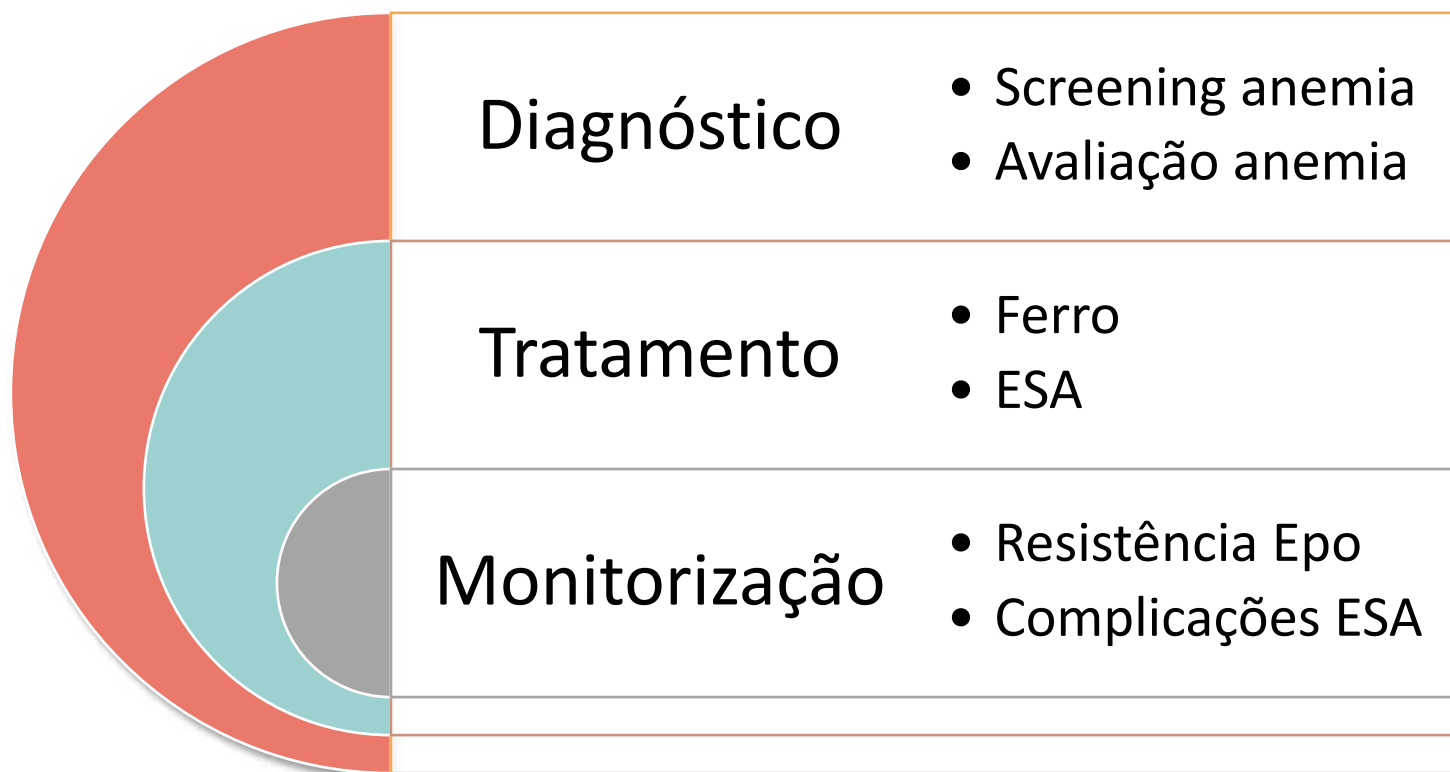 Diagnóstico
• Screening anemia
• Avaliação anemia
Tratamento
• Ferro
• ESA
Monitorização
• Resistência Epo
• Complicações ESA